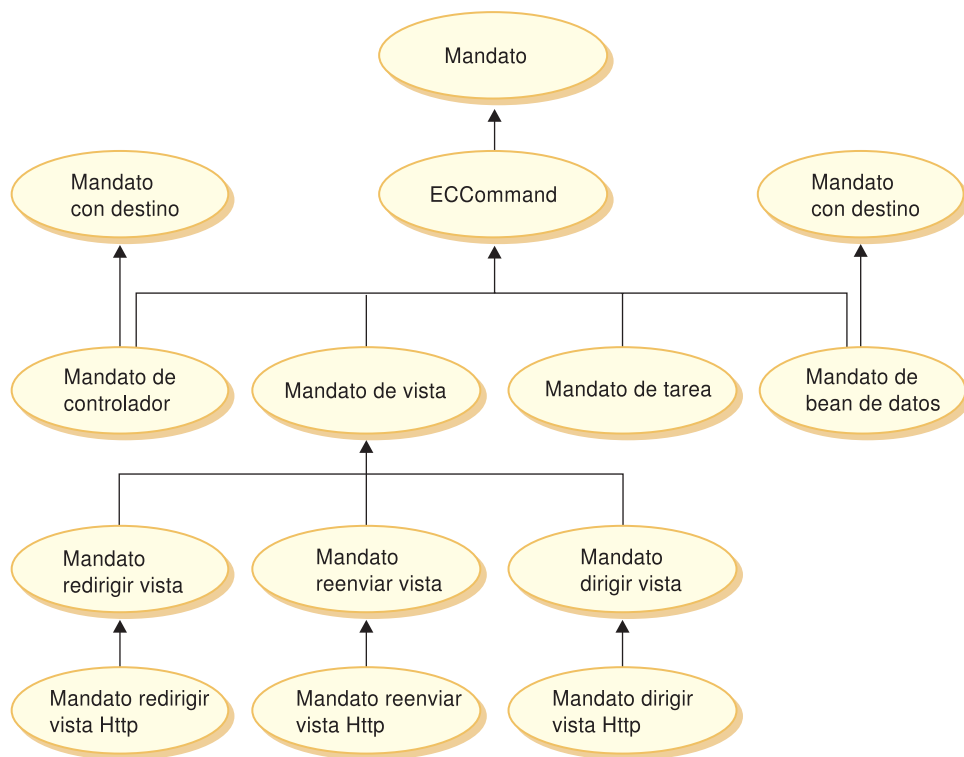 Mandato
Mandato
con destino
ECCommand
Mandato
con destino
Mandato de
controlador
Mandato de vista
Mandato de tarea
Mandato de
bean de datos
Mandato
redirigir vista
Mandato
reenviar vista
Mandato
dirigir vista
Mandato redirigir
vista Http
Mandato reenviar
vista Http
Mandato dirigir
vista Http